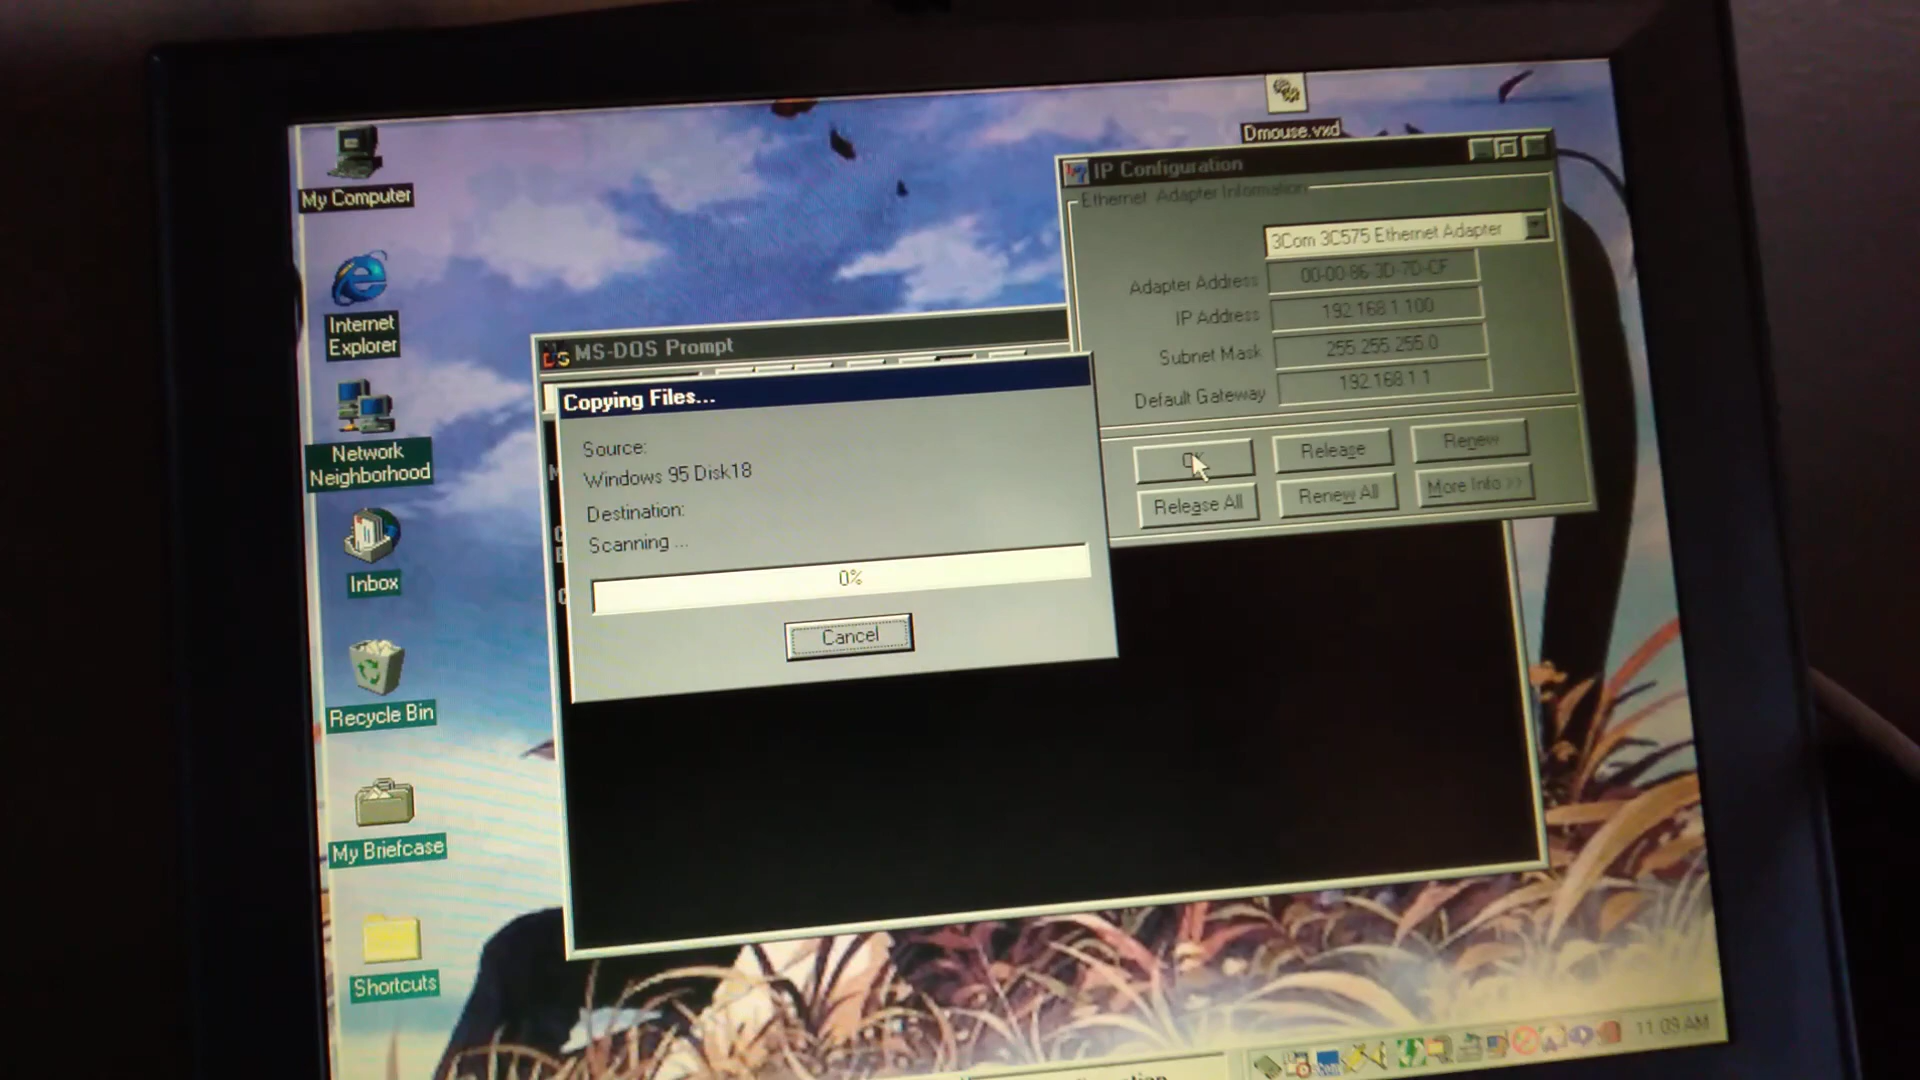 My Computer
Internet
Explorer
Network
Neighborhood
Inbox
Recycle Bin
My Briefcase
Shortcuts
Dmouse.vxd
IP Configuration
Ethernet Adapter Information
3Com 3C575 Ethernet Adapter
Adapter Address 00-00-86-3D-7D-CF
IP Address 192.168.1.100
Subnet Mask 255.255.255.0
Default Gateway 192.168.1.1
OK
Release
Renew
Release All
Renew All
More Info >>
MS-DOS Prompt
Copying Files...
Source:
Windows 95 Disk18
Destination:
Scanning ...
0%
Cancel
11:09 AM